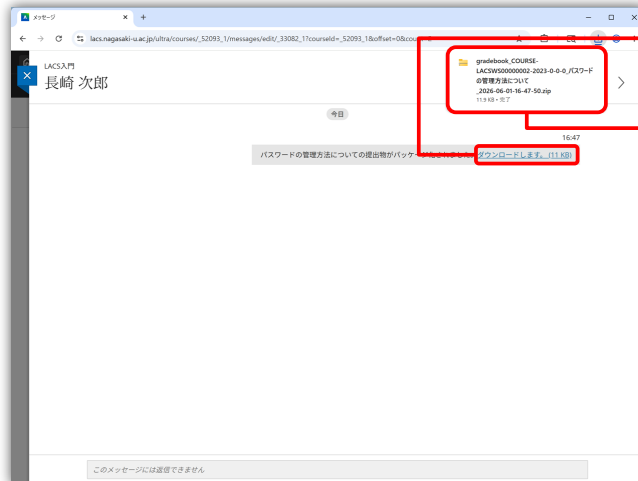 メッセージ
lacs.nagasaki-u.ac.jp/ultra/courses/_52093_1/messages/edit/_33082_1?courseId=_52093_1&offset=0&cou
gradebook_COURSE-
LACSWS00000002-2023-0-0-0_パスワード
の管理方法について
_2026-06-01-16-47-50.zip
11.9 KB • 完了
LACS入門
長崎 次郎
今日
16:47
パスワードの管理方法についての提出物がパッケージ化されました。ダウンロードします。 (11 KB)
このメッセージには返信できません